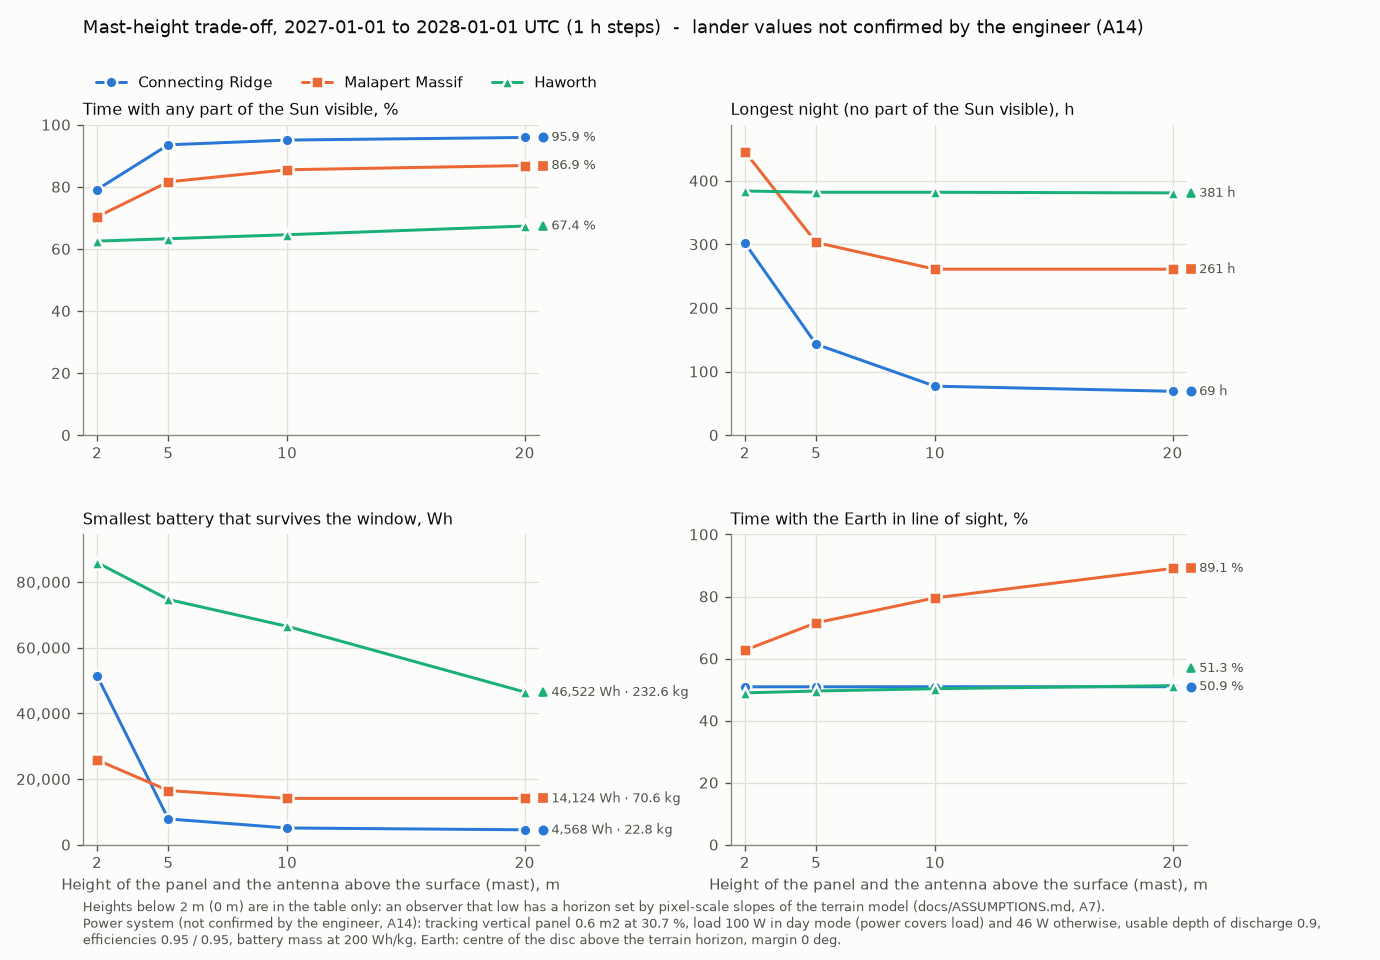 Mast-height trade-off, 2027-01-01 to 2028-01-01 UTC (1 h steps)  -  lander values not confirmed by the engineer (A14)
Connecting Ridge
Malapert Massif
Haworth
Time with any part of the Sun visible, %
100
80
60
40
20
0
2
5
10
20
95.9 %
86.9 %
67.4 %
Longest night (no part of the Sun visible), h
400
300
200
100
0
2
5
10
20
381 h
261 h
69 h
Smallest battery that survives the window, Wh
80,000
60,000
40,000
20,000
0
2
5
10
20
46,522 Wh · 232.6 kg
14,124 Wh · 70.6 kg
4,568 Wh · 22.8 kg
Height of the panel and the antenna above the surface (mast), m
Time with the Earth in line of sight, %
100
80
60
40
20
0
2
5
10
20
89.1 %
51.3 %
50.9 %
Height of the panel and the antenna above the surface (mast), m
Heights below 2 m (0 m) are in the table only: an observer that low has a horizon set by pixel-scale slopes of the terrain model (docs/ASSUMPTIONS.md, A7).
Power system (not confirmed by the engineer, A14): tracking vertical panel 0.6 m2 at 30.7 %, load 100 W in day mode (power covers load) and 46 W otherwise, usable depth of discharge 0.9,
efficiencies 0.95 / 0.95, battery mass at 200 Wh/kg. Earth: centre of the disc above the terrain horizon, margin 0 deg.